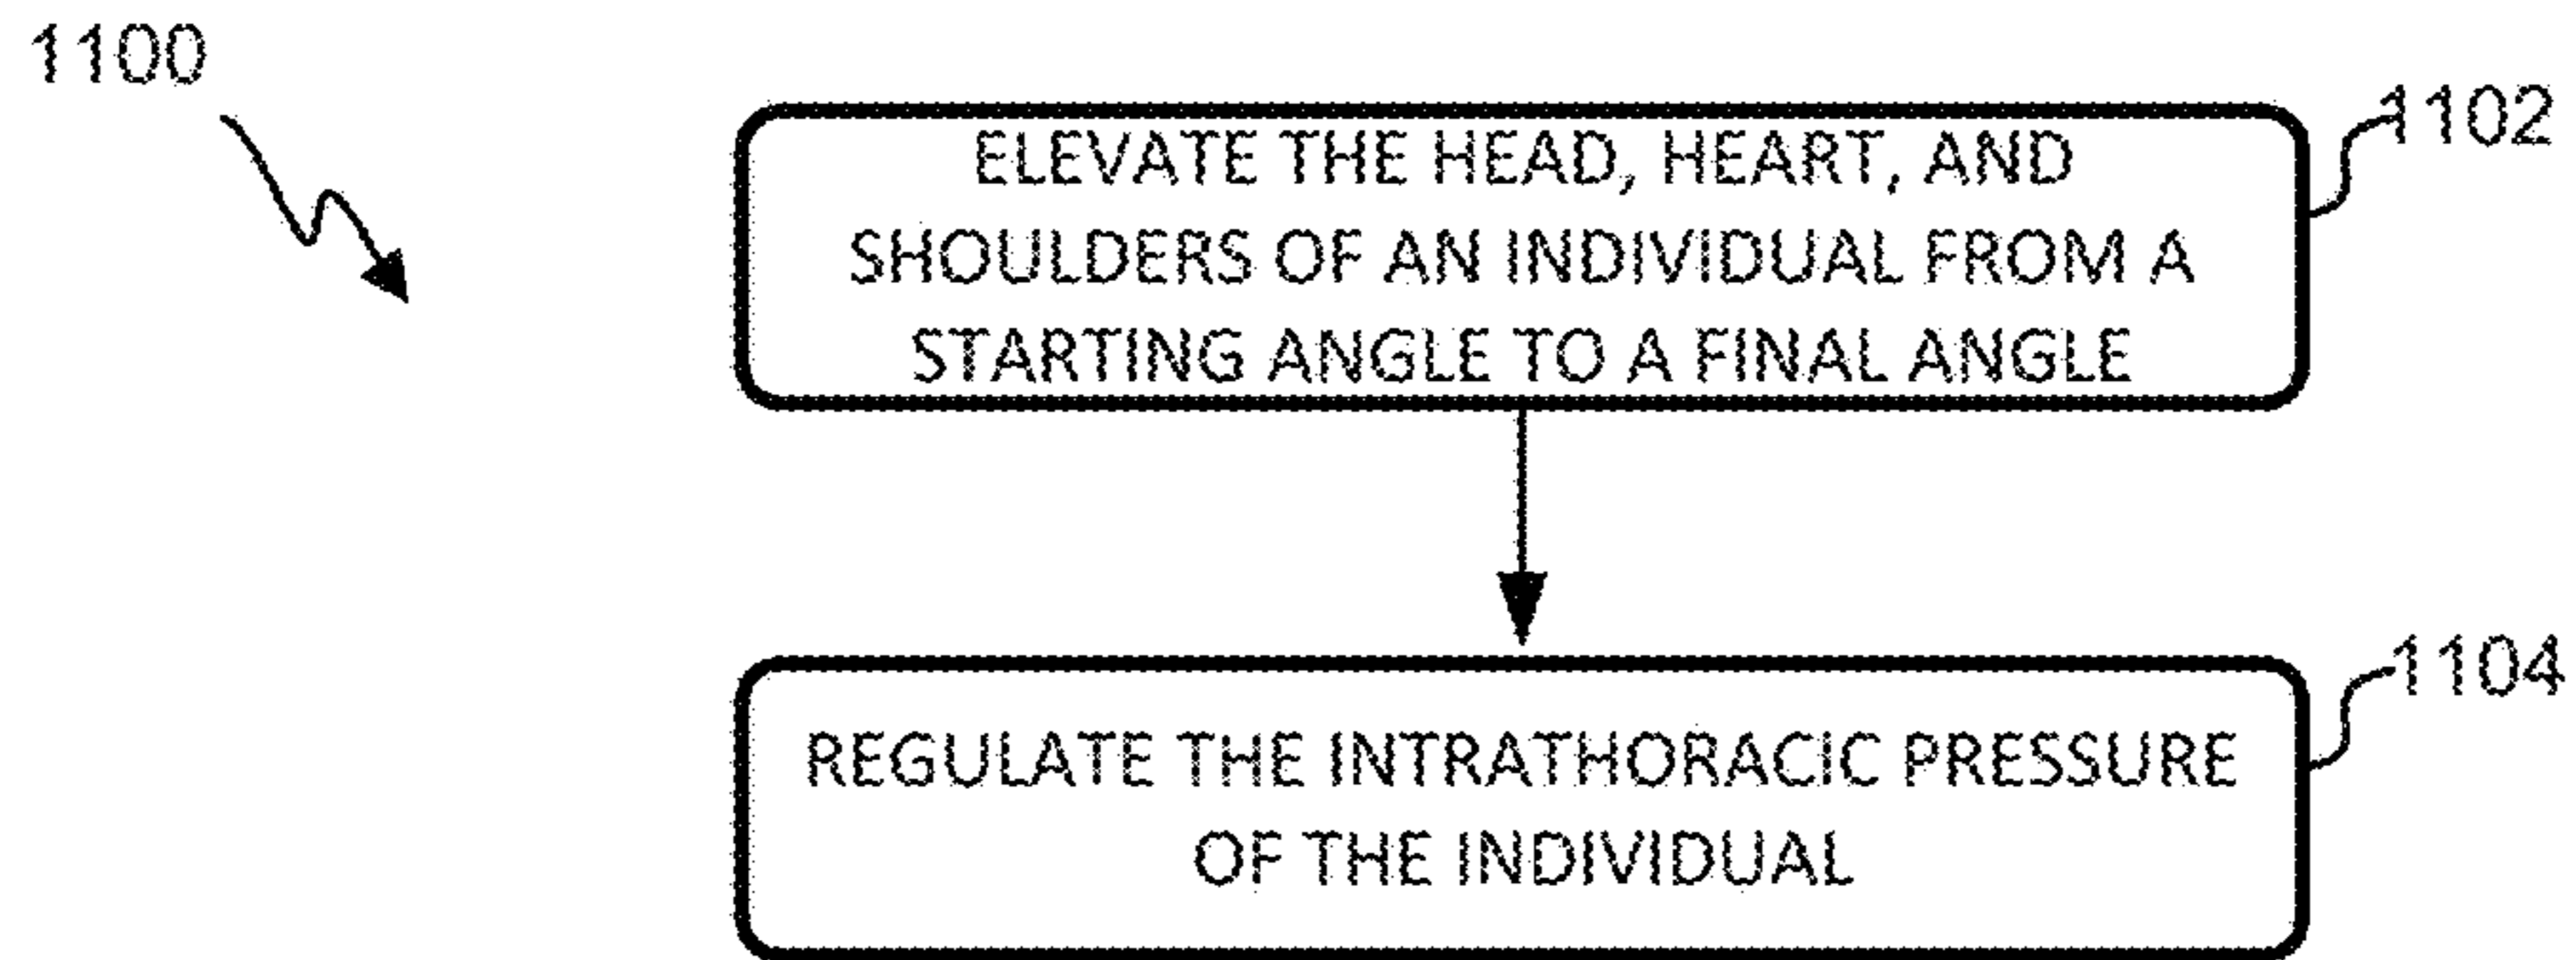 1100
1102
ELEVATE THE HEAD, HEART, AND
SHOULDERS OF AN INDIVIDUAL FROM A
STARTING ANGLE TO A FINAL ANGLE
1104
REGULATE THE INTRATHORACIC PRESSURE
OF THE INDIVIDUAL